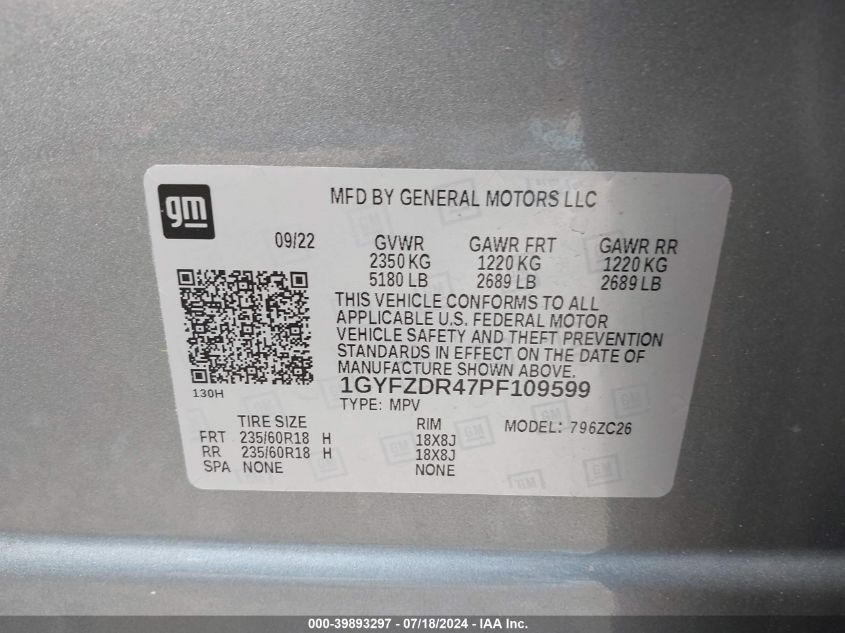 gm
MFD BY GENERAL MOTORS LLC
09/22
GVWR GAWR FRT GAWR RR
2350 KG 1220 KG 1220 KG
5180 LB 2689 LB 2689 LB
THIS VEHICLE CONFORMS TO ALL
APPLICABLE U.S. FEDERAL MOTOR
VEHICLE SAFETY AND THEFT PREVENTION
STANDARDS IN EFFECT ON THE DATE OF
MANUFACTURE SHOWN ABOVE.
1GYFZDR47PF109599
130H
TYPE: MPV
TIRE SIZE RIM MODEL: 796ZC26
FRT 235/60R18 H 18X8J
RR 235/60R18 H 18X8J
SPA NONE NONE
000-39893297 - 07/18/2024 - IAA Inc.